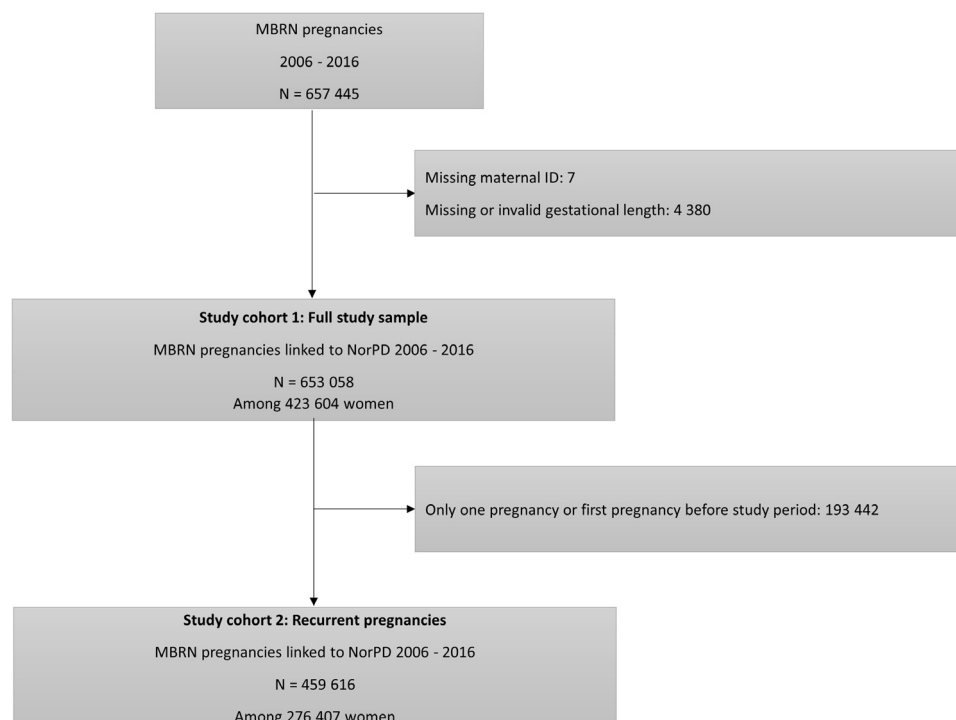 MBRN pregnancies
2006 - 2016
N = 657 445
Missing maternal ID: 7
Missing or invalid gestational length: 4 380
Study cohort 1: Full study sample
MBRN pregnancies linked to NorPD 2006 - 2016
N = 653 058
Among 423 604 women
Only one pregnancy or first pregnancy before study period: 193 442
Study cohort 2: Recurrent pregnancies
MBRN pregnancies linked to NorPD 2006 - 2016
N = 459 616
Among 276 407 women